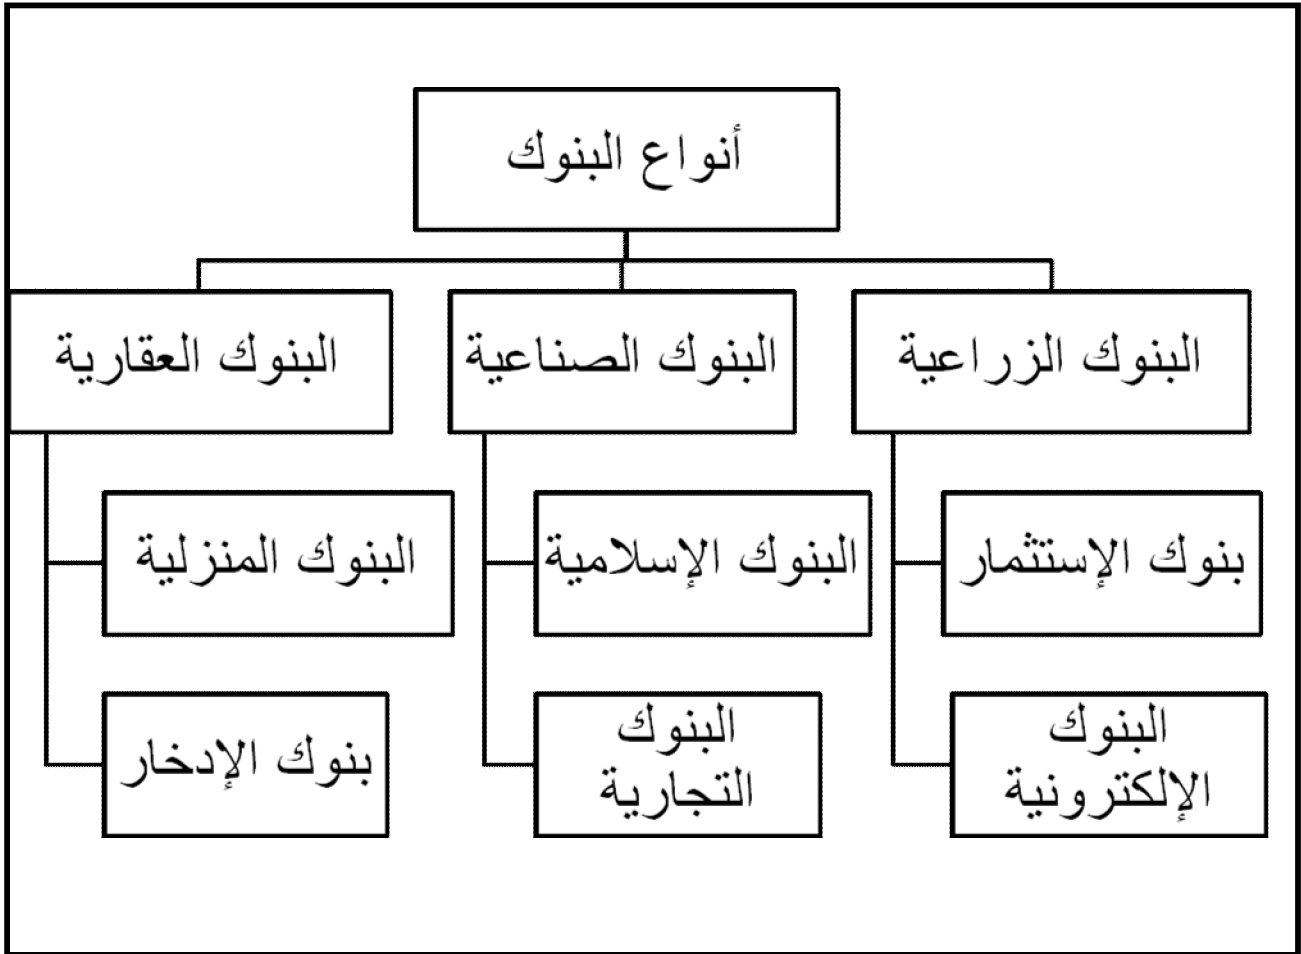 أنواع البنوك
البنوك الزراعية
البنوك الصناعية
البنوك العقارية
بنوك الإستثمار
البنوك الإسلامية
البنوك المنزلية
البنوك
الإلكترونية
البنوك
التجارية
بنوك الإدخار